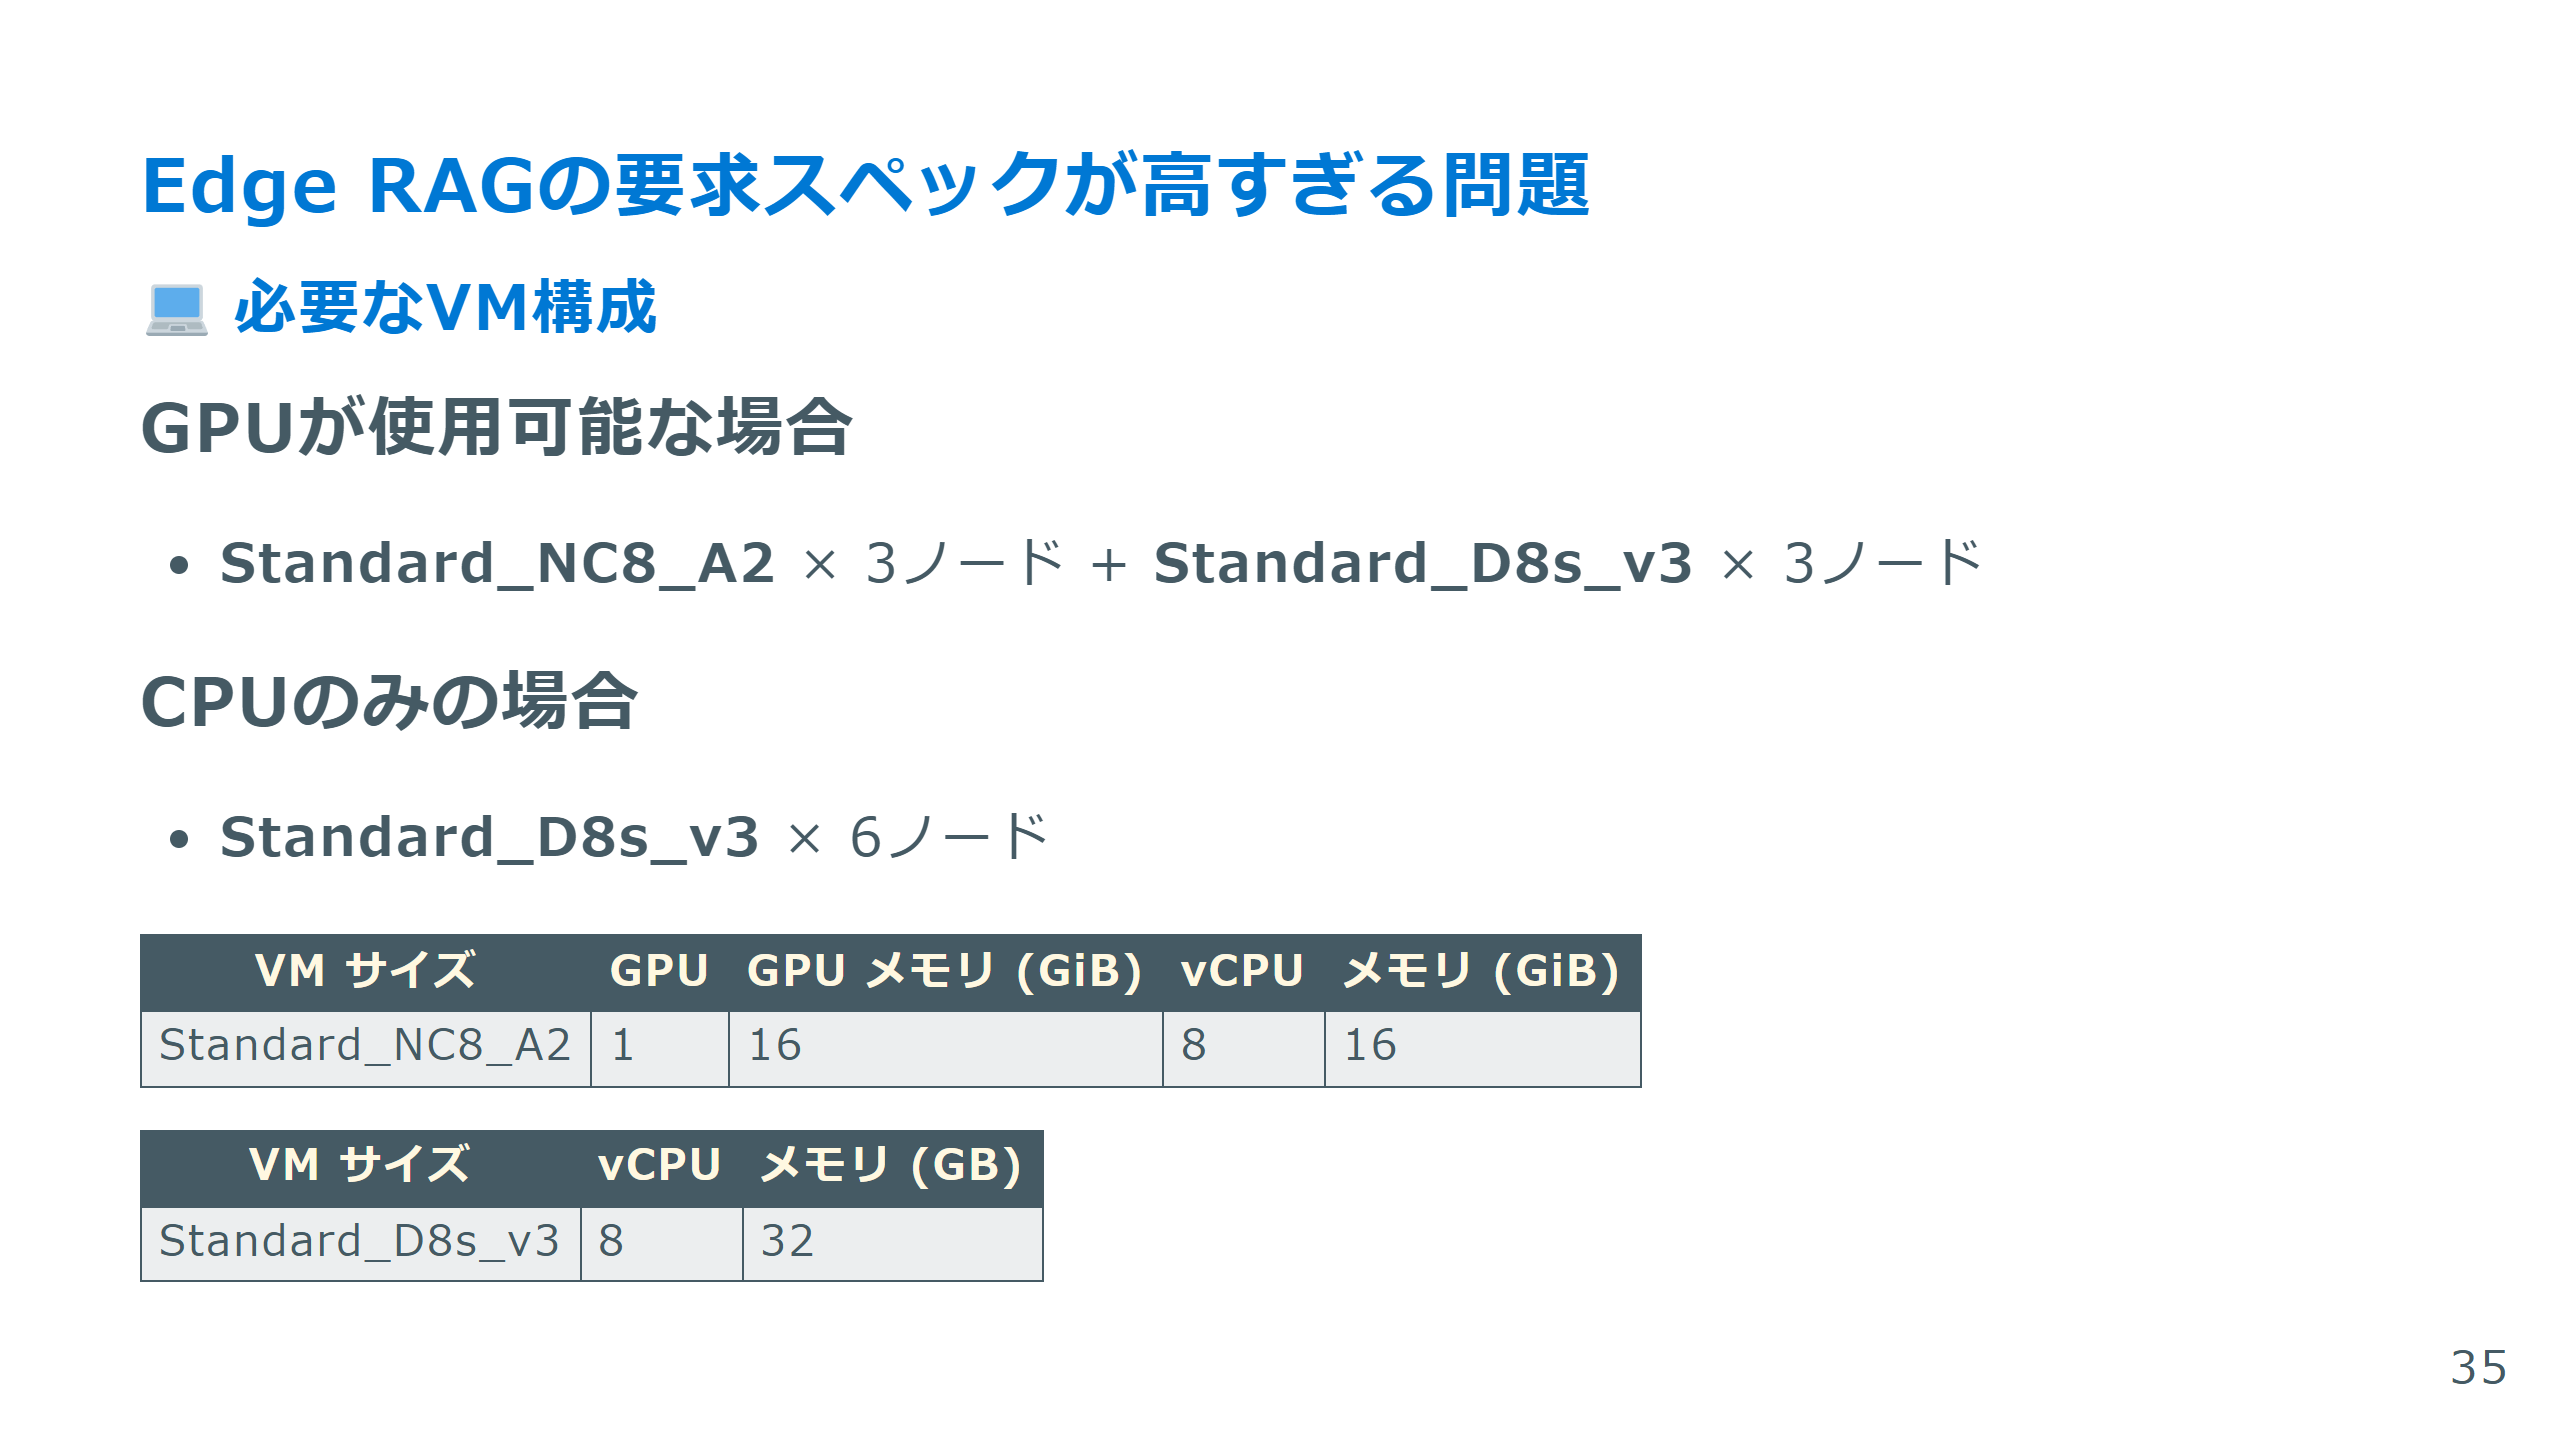 Edge RAGの要求スペックが高すぎる問題
💻 必要なVM構成
GPUが使用可能な場合
• Standard_NC8_A2 × 3ノード + Standard_D8s_v3 × 3ノード
CPUのみの場合
• Standard_D8s_v3 × 6ノード
VM サイズ GPU GPU メモリ (GiB) vCPU メモリ (GiB)
Standard_NC8_A2 1 16 8 16
VM サイズ vCPU メモリ (GB)
Standard_D8s_v3 8 32
35